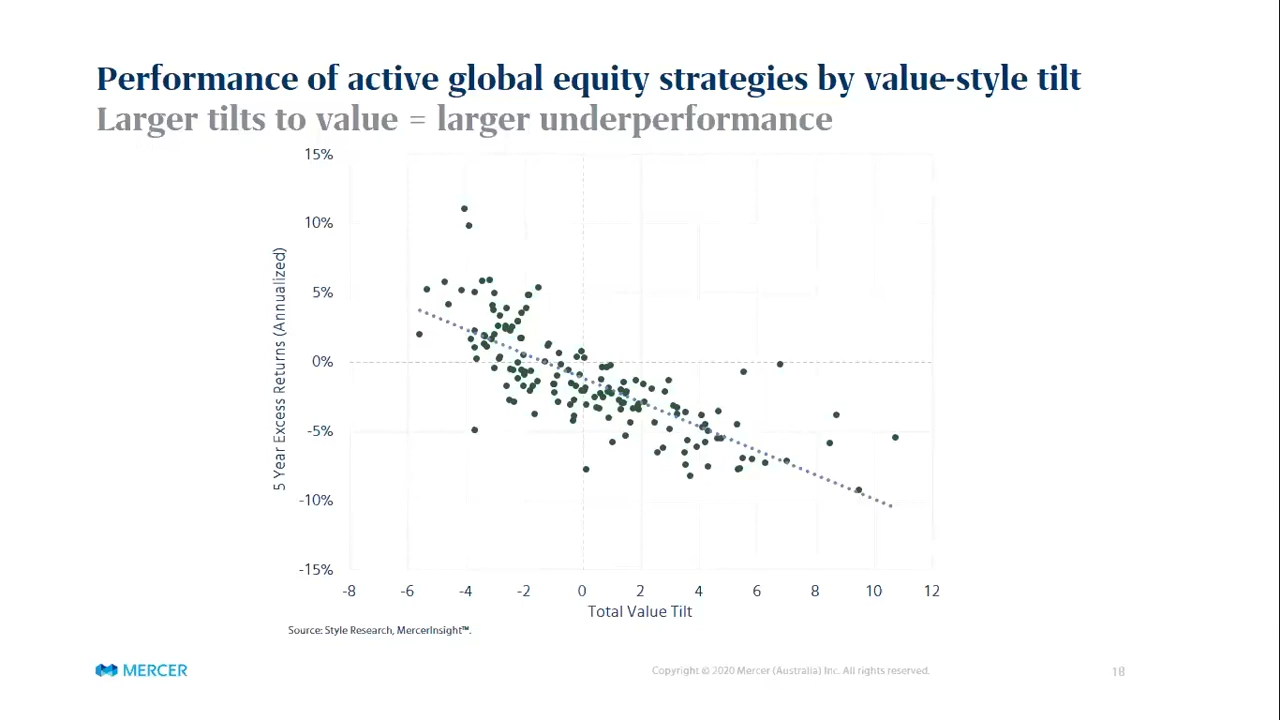 Performance of active global equity strategies by value-style tilt
Larger tilts to value = larger underperformance
15%
10%
5%
0%
-5%
-10%
-15%
5 Year Excess Returns (Annualized)
-8 -6 -4 -2 0 2 4 6 8 10 12
Total Value Tilt
Source: Style Research, MercerInsight™.
MERCER
Copyright © 2020 Mercer (Australia) Inc. All rights reserved.
18